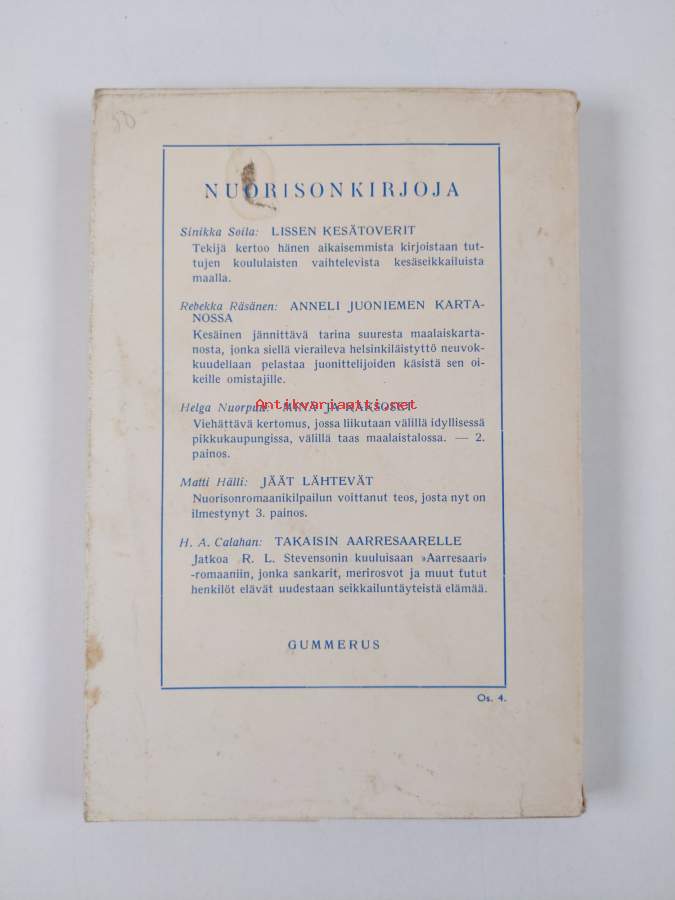 50
NUORISONKIRJOJA
Sinikka Soila: LISSEN KESÄTOVERIT
Tekijä kertoo hänen aikaisemmista kirjoistaan tut-
tujen koululaisten vaihtelevista kesäseikkailuista
maalla.
Rebekka Räsänen: ANNELI JUONIEMEN KARTA-
NOSSA
Kesäinen jännittävä tarina suuresta maalaiskarta-
nosta, jonka siellä vieraileva helsinkiläistyttö neuvok-
kuudellaan pelastaa juonittelijoiden käsistä sen oi-
keille omistajille.
Antikvariaatti.net
Helga Nuorpuu: MINÄ JA KAKSOSET
Viehättävä kertomus, jossa liikutaan välillä idyllisessä
pikkukaupungissa, välillä taas maalaistalossa. — 2.
painos.
Matti Hälli: JÄÄT LÄHTEVÄT
Nuorisonromaanikilpailun voittanut teos, josta nyt on
ilmestynyt 3. painos.
H. A. Calahan: TAKAISIN AARRESAARELLE
Jatkoa R. L. Stevensonin kuuluisaan »Aarresaari»
-romaaniin, jonka sankarit, merirosvot ja muut tutut
henkilöt elävät uudestaan seikkailuntäyteistä elämää.
GUMMERUS
Os. 4.